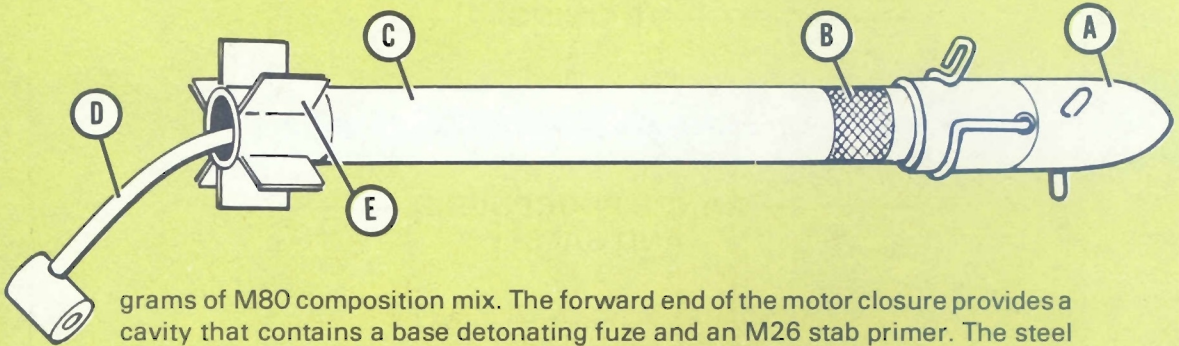 C
B
A
D
E
grams of M80 composition mix. The forward end of the motor closure provides a
cavity that contains a base detonating fuze and an M26 stab primer. The steel